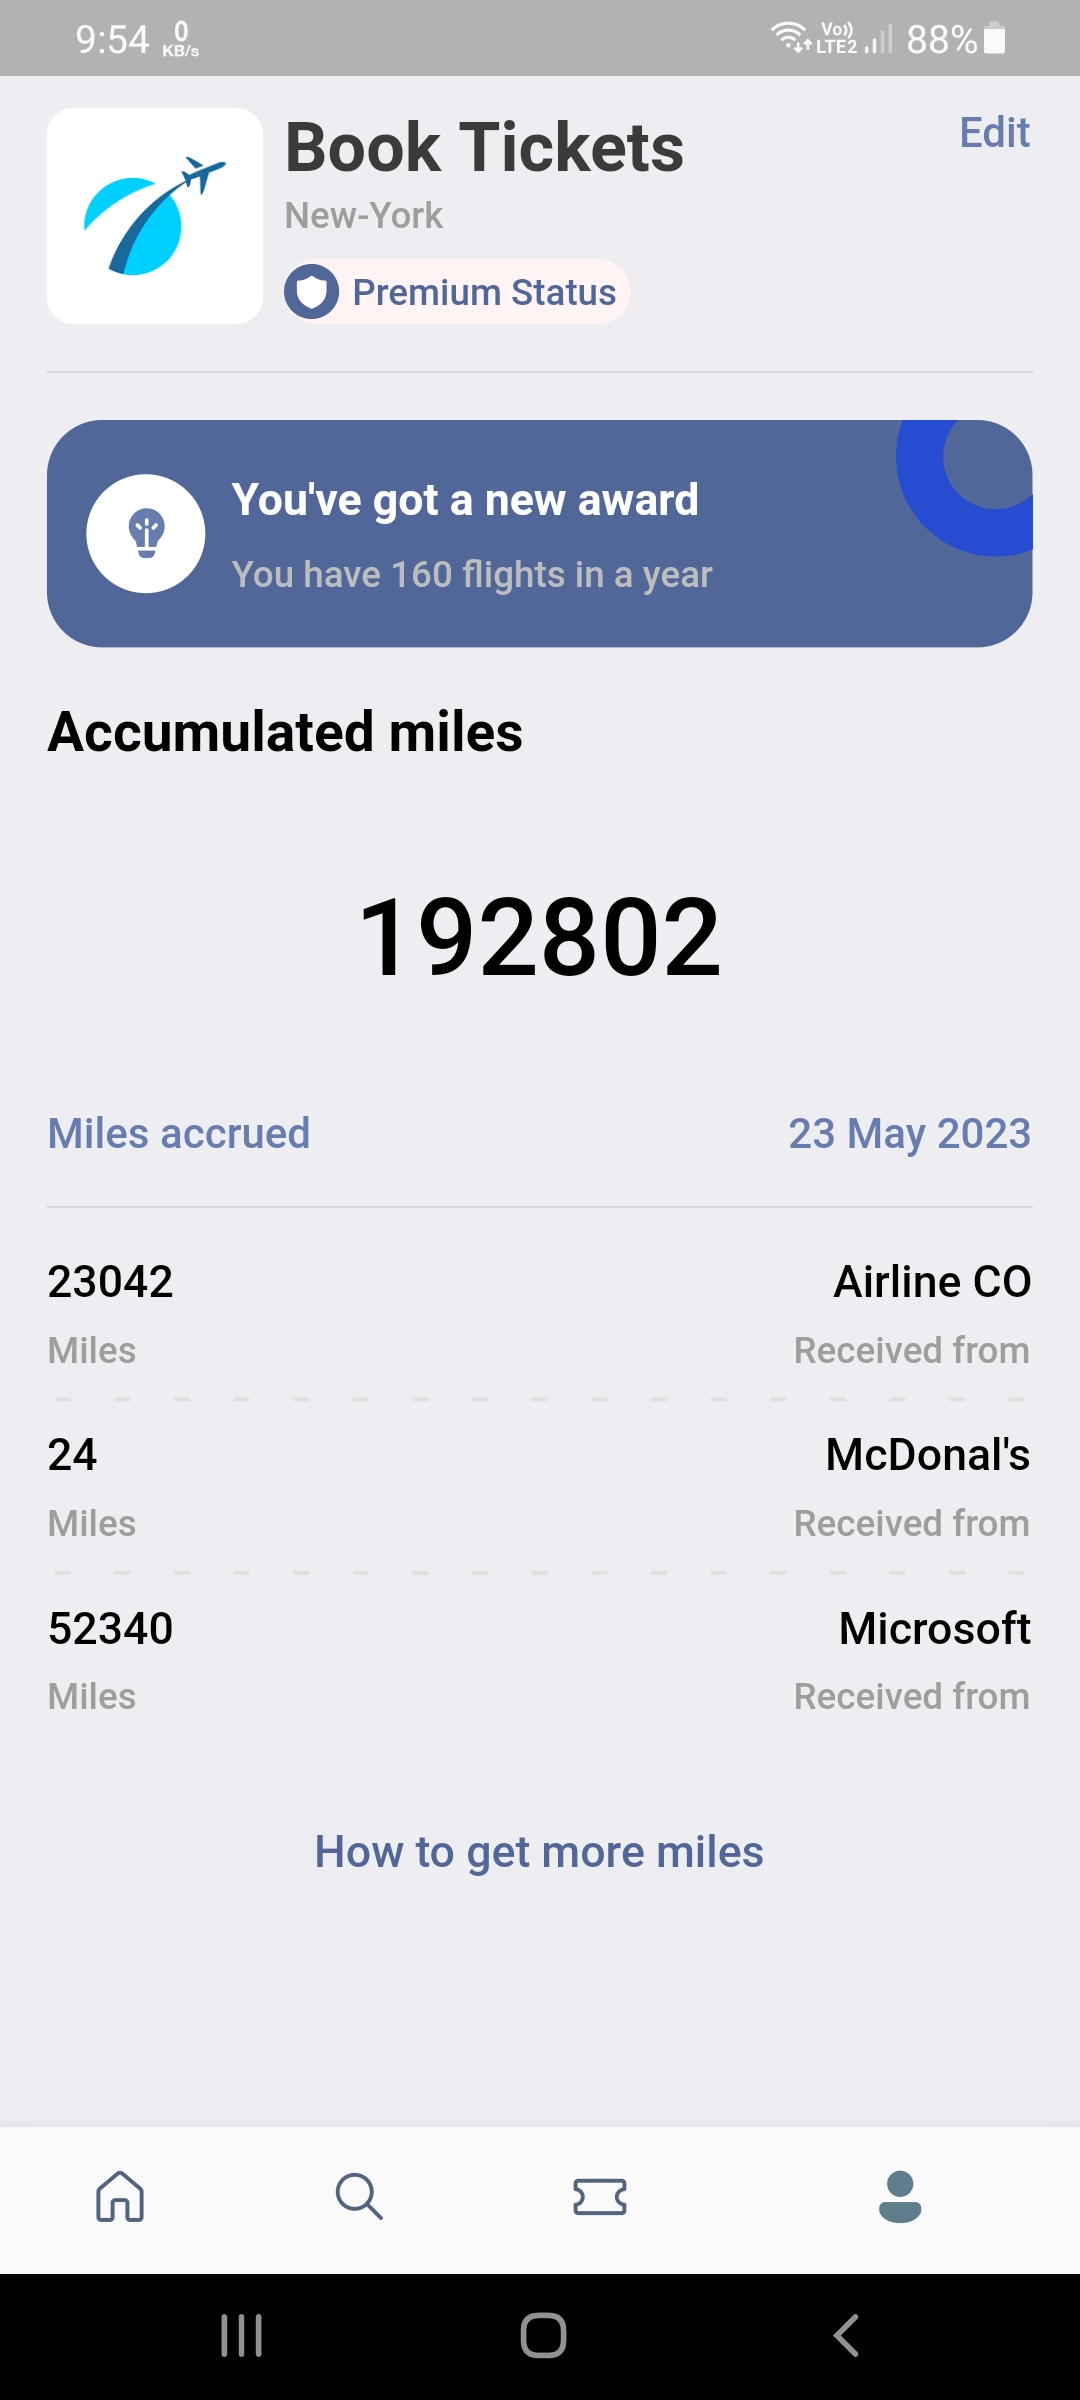 9:54 0 KB/s Vo)) LTE2 88%
Book Tickets
Edit
New-York
Premium Status
You've got a new award
You have 160 flights in a year
Accumulated miles
192802
Miles accrued 23 May 2023
23042 Airline CO
Miles Received from
24 McDonal's
Miles Received from
52340 Microsoft
Miles Received from
How to get more miles